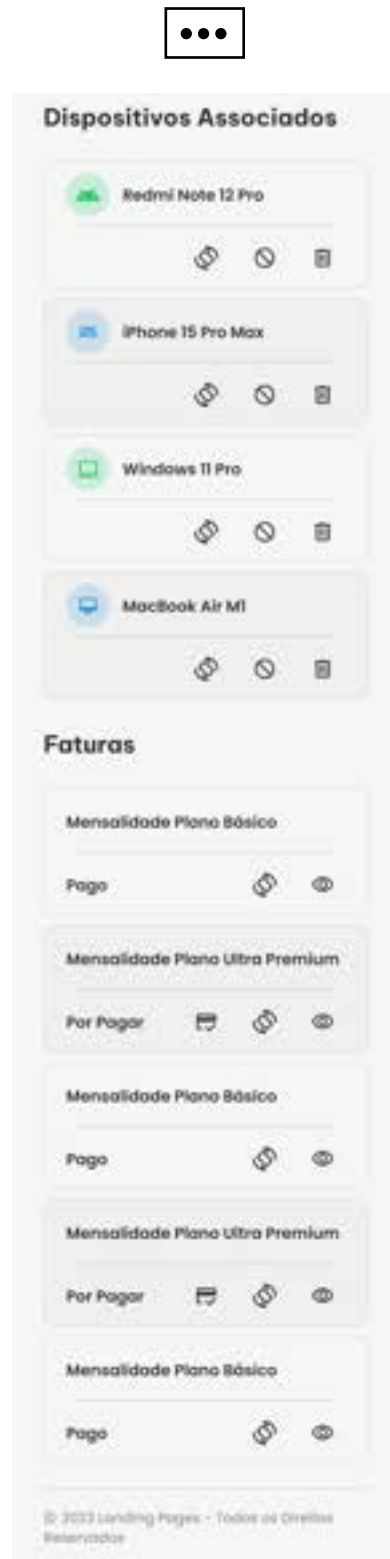 Dispositivos Associados
Redmi Note 12 Pro
iPhone 15 Pro Max
Windows 11 Pro
MacBook Air M1
Faturas
Mensalidade Plano Básico
Pago
Mensalidade Plano Ultra Premium
Por Pagar
Mensalidade Plano Básico
Pago
Mensalidade Plano Ultra Premium
Por Pagar
Mensalidade Plano Básico
Pago
© 2023 Landing Pages - Todos os Direitos
Reservados